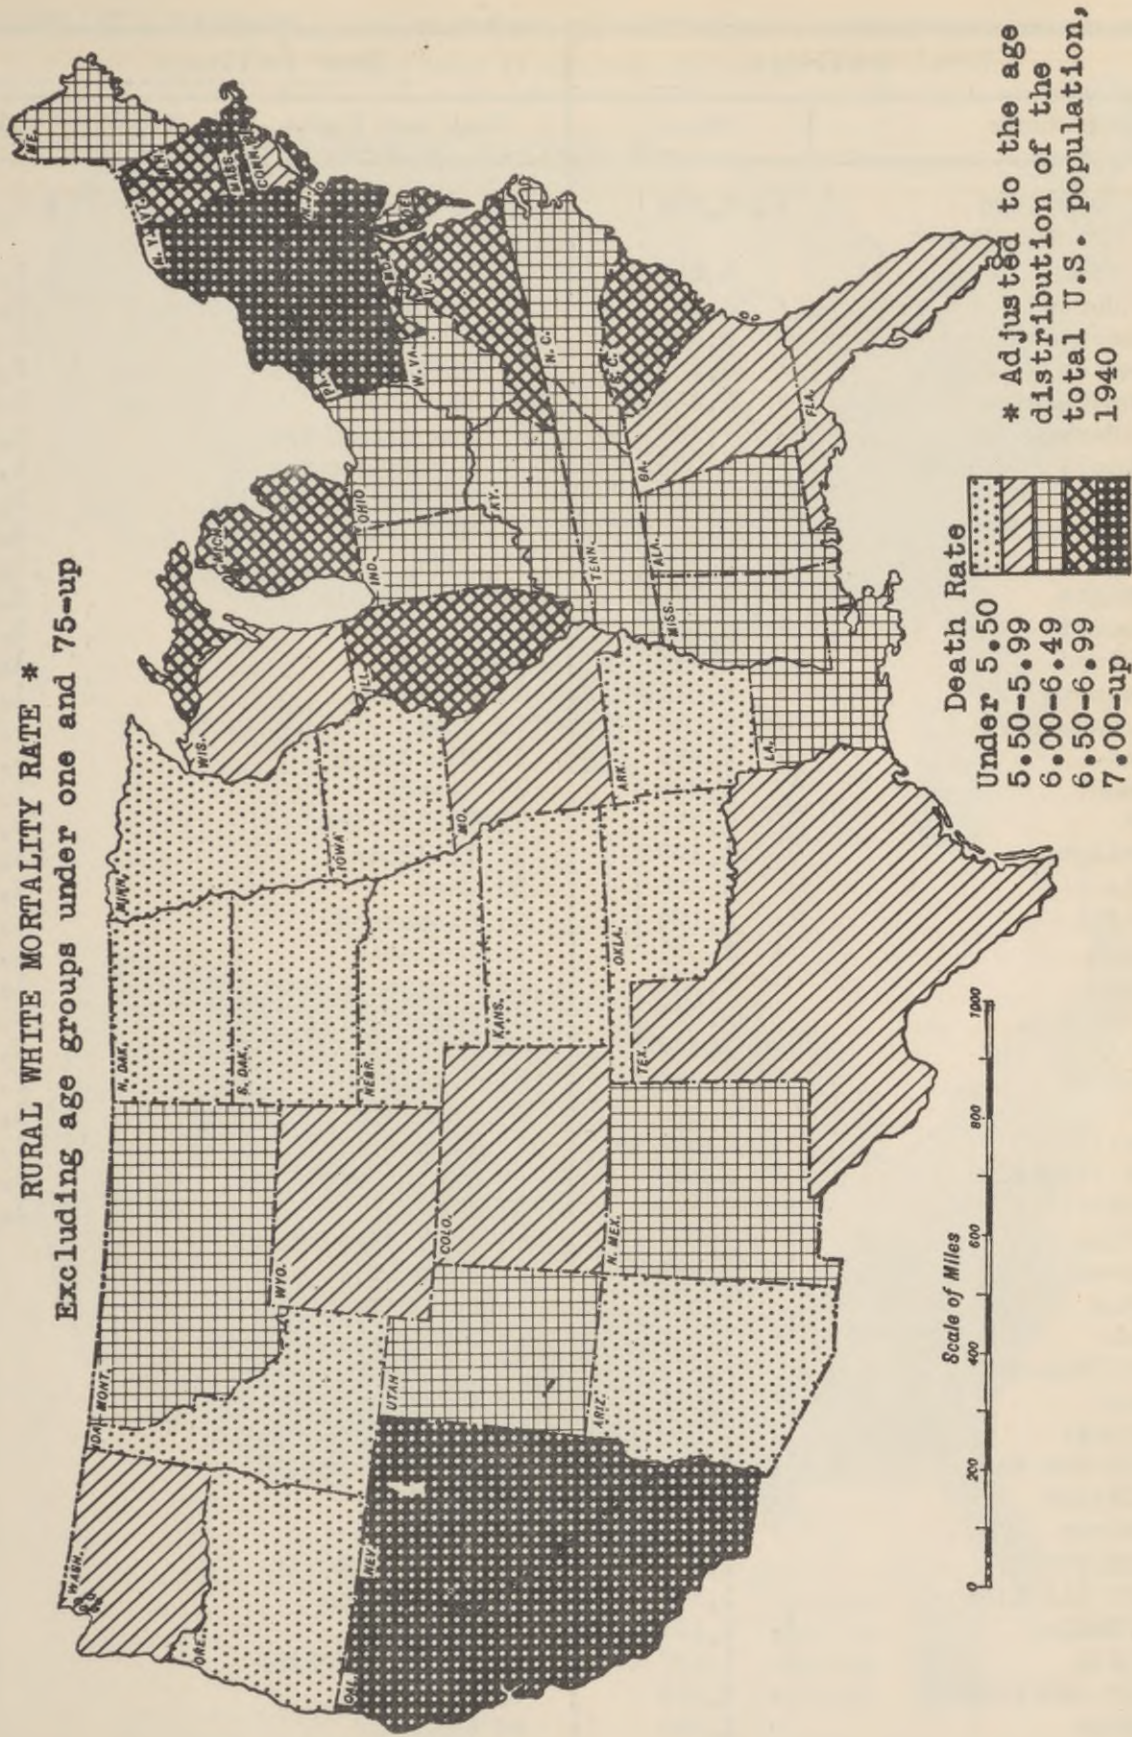 RURAL WHITE MORTALITY RATE *
Excluding age groups under one and 75-up
WASH.
ORE.
CAL.
NEV.
IDA.
MONT.
WYO.
UTAH
COLO.
ARIZ.
N. MEX.
N. DAK.
S. DAK.
NEBR.
KANS.
OKLA.
TEX.
MINN.
IOWA
MO.
ARK.
LA.
WIS.
ILL.
MICH.
IND.
OHIO
KY.
TENN.
MISS.
ALA.
GA.
FLA.
S. C.
N. C.
VA.
W. VA.
MD.
DEL.
PA.
N. J.
N. Y.
CONN.
MASS.
VT.
N. H.
ME.
Scale of Miles
0 200 400 600 800 1000
Death Rate
Under 5.50
5.50-5.99
6.00-6.49
6.50-6.99
7.00-up
* Adjusted to the age
distribution of the
total U.S. population,
1940